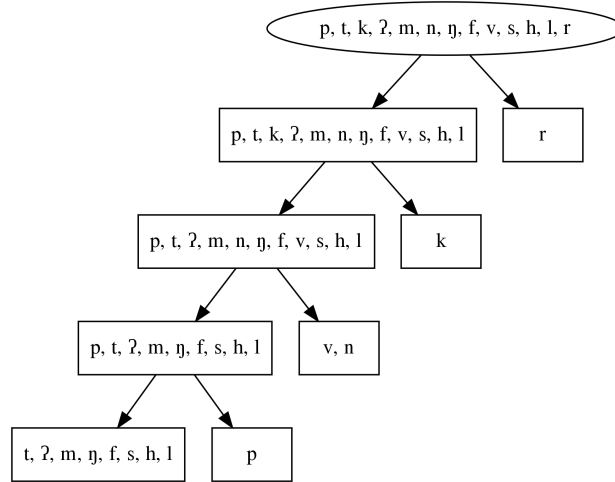 p, t, k, ʔ, m, n, ŋ, f, v, s, h, l, r
p, t, k, ʔ, m, n, ŋ, f, v, s, h, l
r
p, t, ʔ, m, n, ŋ, f, v, s, h, l
k
p, t, ʔ, m, ŋ, f, s, h, l
v, n
t, ʔ, m, ŋ, f, s, h, l
p